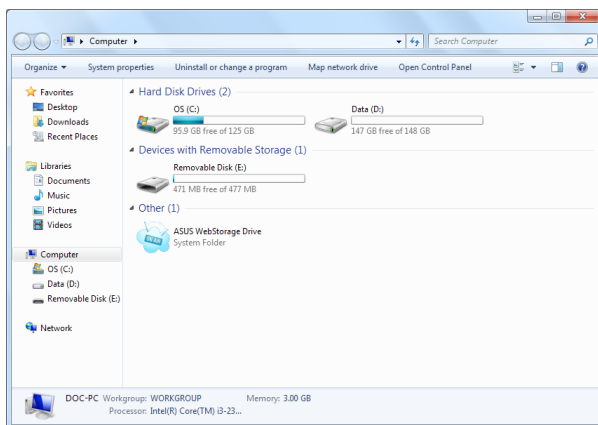 Computer
Search Computer
Organize
System properties
Uninstall or change a program
Map network drive
Open Control Panel
Favorites
Desktop
Downloads
Recent Places
Libraries
Documents
Music
Pictures
Videos
Computer
OS (C:)
Data (D:)
Removable Disk (E:)
Network
Hard Disk Drives (2)
OS (C:)
95.9 GB free of 125 GB
Data (D:)
147 GB free of 148 GB
Devices with Removable Storage (1)
Removable Disk (E:)
471 MB free of 477 MB
Other (1)
ASUS WebStorage Drive
System Folder
DOC-PC Workgroup: WORKGROUP Memory: 3.00 GB
Processor: Intel(R) Core(TM) i3-23...